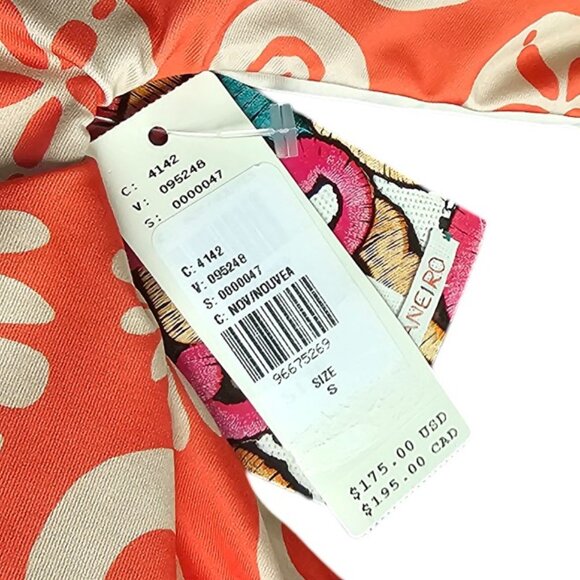 C: 4142
V: 095248
S: 0000047
C: 4142
V: 095248
S: 0000047
C: NOV/NOUVEA
96675269
SIZE
S
$175.00 USD
$195.00 CAD
ANEIRO